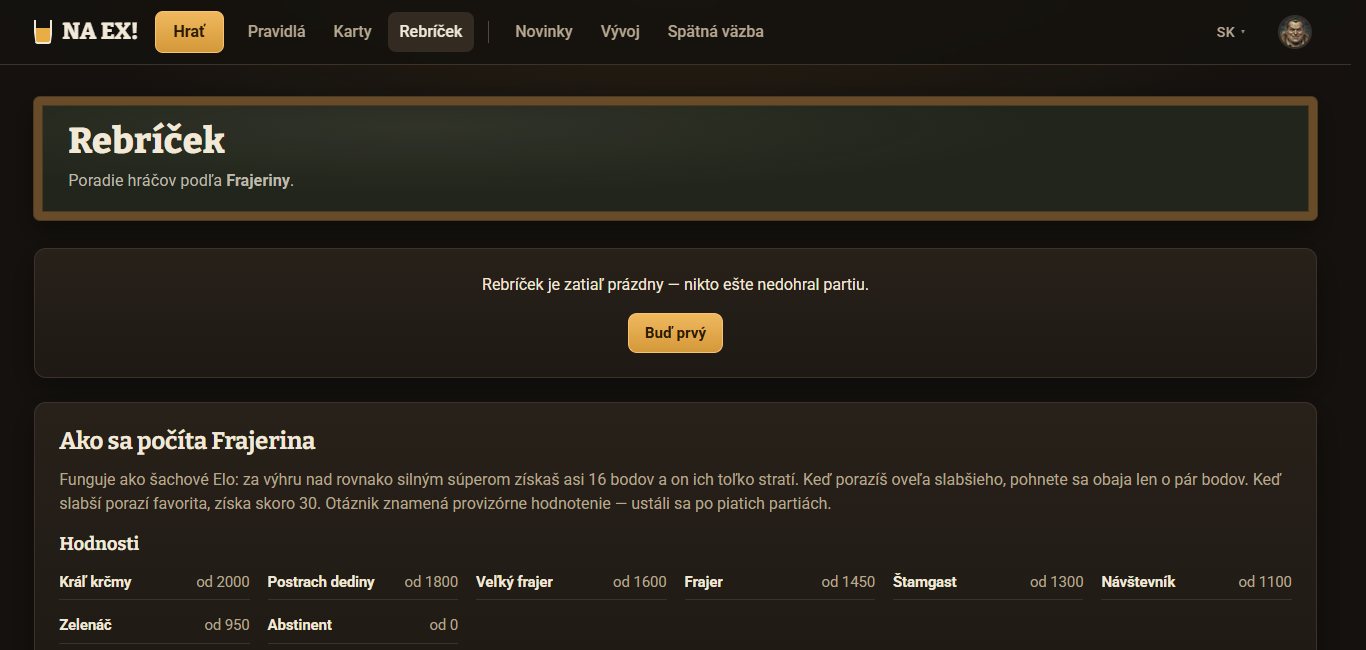 NA EX! Hrať Pravidlá Karty Rebríček Novinky Vývoj Spätná väzba SK
Rebríček
Poradie hráčov podľa Frajeriny.
Rebríček je zatiaľ prázdny — nikto ešte nedohral partiu.
Buď prvý
Ako sa počíta Frajerina
Funguje ako šachové Elo: za výhru nad rovnako silným súperom získaš asi 16 bodov a on ich toľko stratí. Keď porazíš oveľa slabšieho, pohnete sa obaja len o pár bodov. Keď
slabší porazí favorita, získa skoro 30. Otáznik znamená provizórne hodnotenie — ustáli sa po piatich partiách.
Hodnosti
Kráľ krčmy od 2000 Postrach dediny od 1800 Veľký frajer od 1600 Frajer od 1450 Štamgast od 1300 Návštevník od 1100
Zelenáč od 950 Abstinent od 0